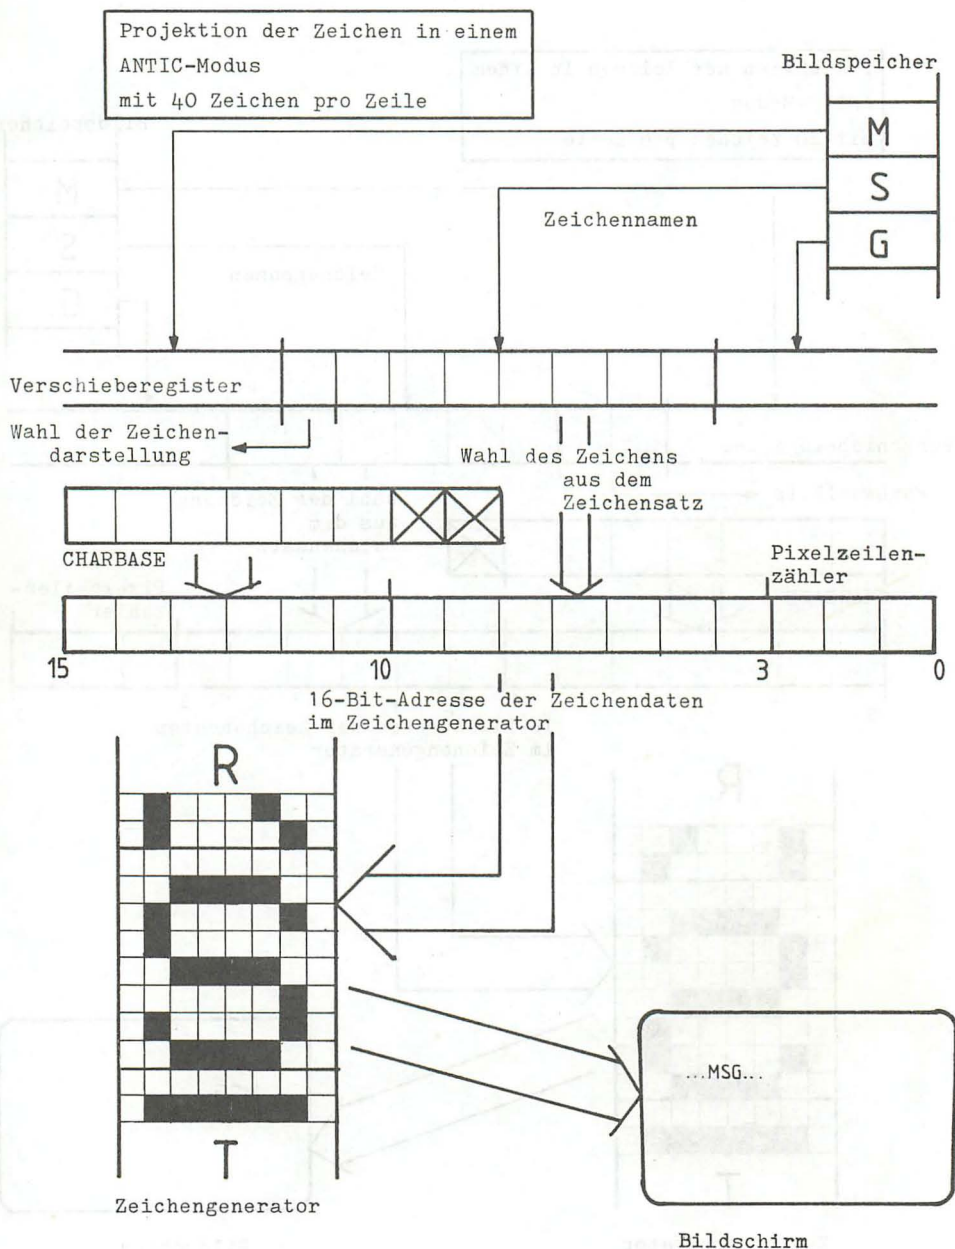 Projektion der Zeichen in einem
ANTIC-Modus
mit 40 Zeichen pro Zeile
Bildspeicher
M
S
G
Zeichennamen
Verschieberegister
Wahl der Zeichen-
darstellung
Wahl des Zeichens
aus dem
Zeichensatz
CHARBASE
Pixelzeilen-
zähler
15
10
3
0
16-Bit-Adresse der Zeichendaten
im Zeichengenerator
R
T
...MSG...
Zeichengenerator
Bildschirm